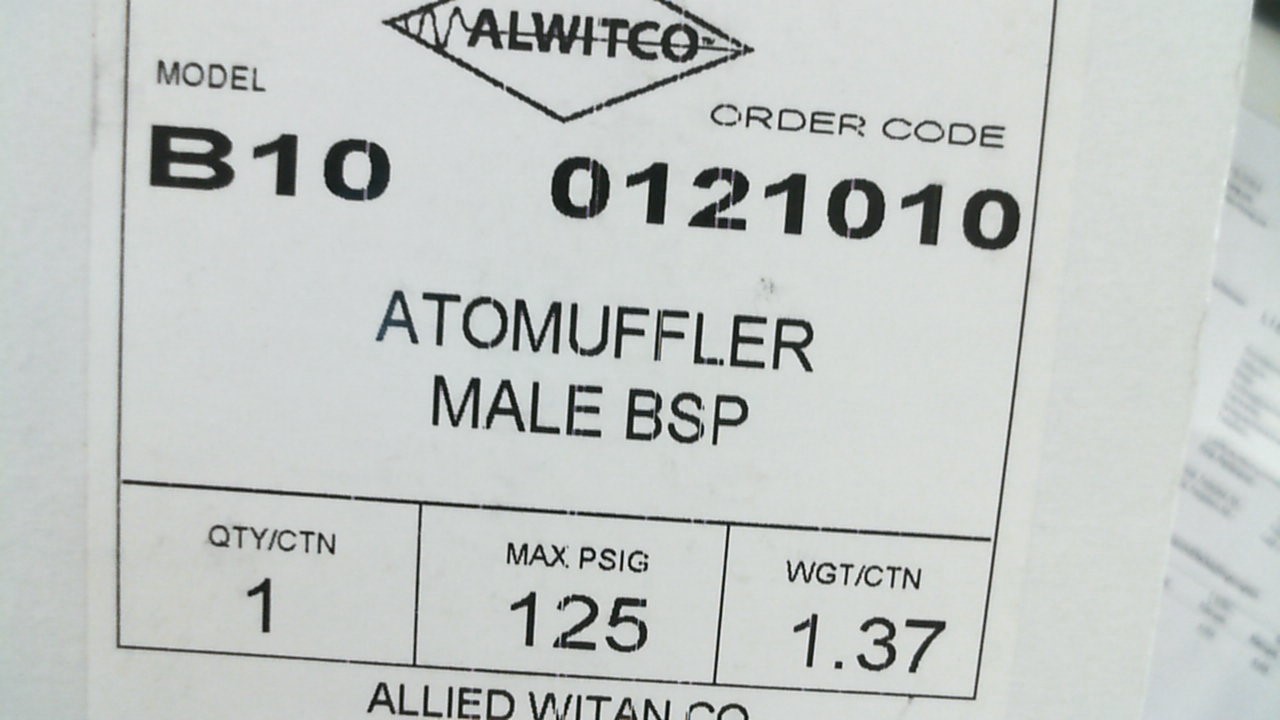 ALWITCO
MODEL
ORDER CODE
B10 0121010
ATOMUFFLER
MALE BSP
QTY/CTN MAX PSIG WGT/CTN
1 125 1.37
ALLIED WITAN CO